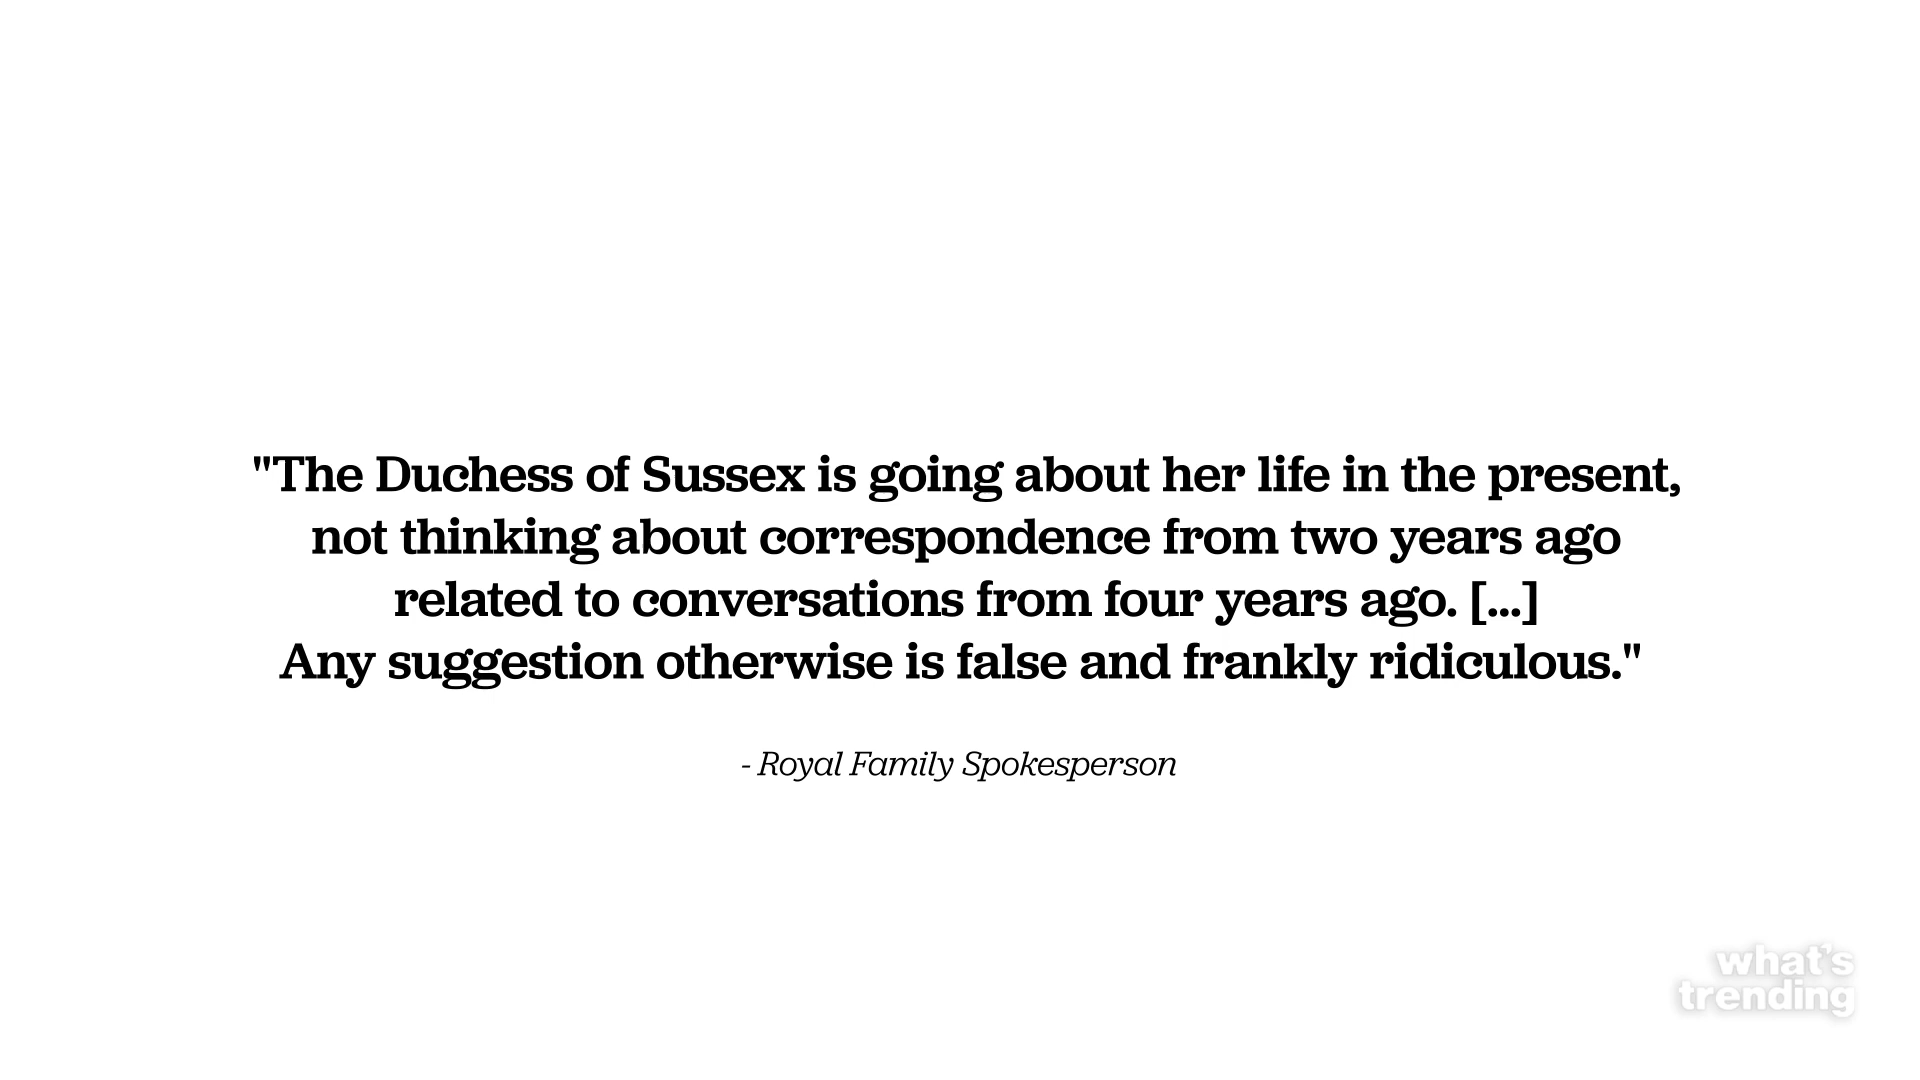 "The Duchess of Sussex is going about her life in the present,
not thinking about correspondence from two years ago
related to conversations from four years ago. [...]
Any suggestion otherwise is false and frankly ridiculous."
- Royal Family Spokesperson
what's
trending